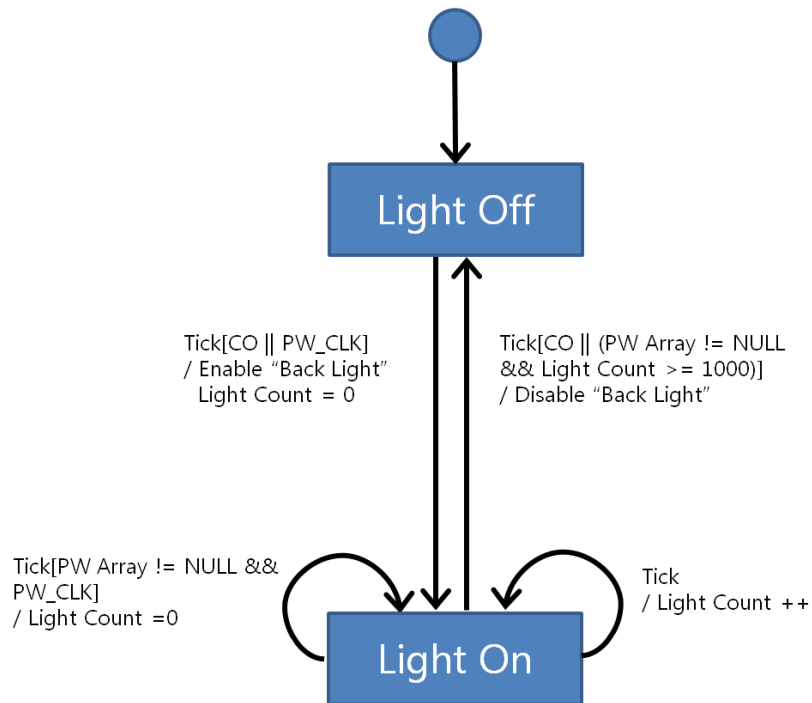 Light Off
Tick[CO || PW_CLK]
/ Enable “Back Light”
Light Count = 0
Tick[CO || (PW Array != NULL
&& Light Count >= 1000)]
/ Disable “Back Light”
Tick[PW Array != NULL &&
PW_CLK]
/ Light Count =0
Tick
/ Light Count ++
Light On